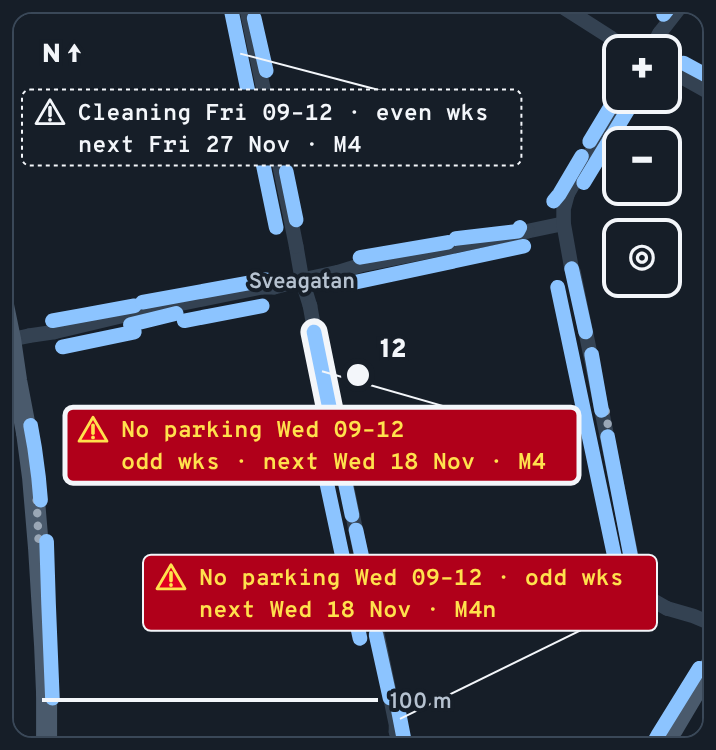 N ↑
+
⚠ Cleaning Fri 09–12 · even wks
next Fri 27 Nov · M4
−
Sveagatan
◎
12
⚠ No parking Wed 09–12
odd wks · next Wed 18 Nov · M4
⚠ No parking Wed 09–12 · odd wks
next Wed 18 Nov · M4n
100 m